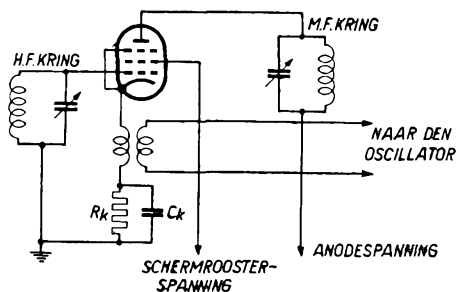 H.F. KRING
M.F. KRING
NAAR DEN
OSCILLATOR
Rk
Ck
SCHERMROOSTER-
SPANNING
ANODESPANNING